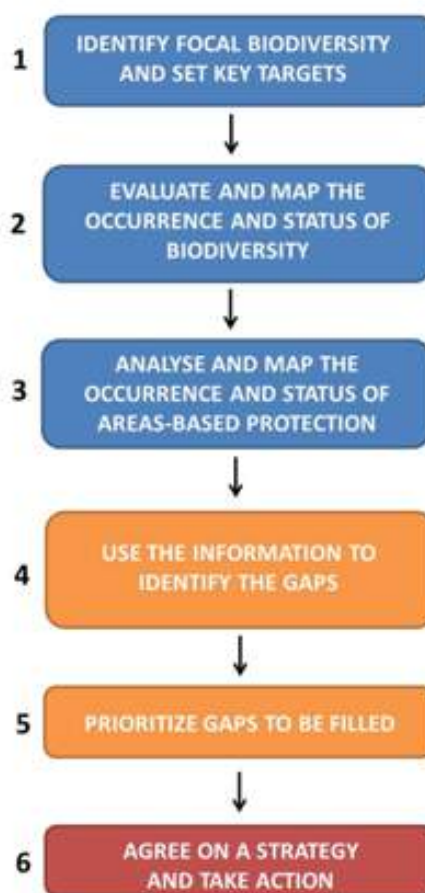 1
IDENTIFY FOCAL BIODIVERSITY
AND SET KEY TARGETS
2
EVALUATE AND MAP THE
OCCURRENCE AND STATUS OF
BIODIVERSITY
3
ANALYSE AND MAP THE
OCCURRENCE AND STATUS OF
AREAS-BASED PROTECTION
4
USE THE INFORMATION TO
IDENTIFY THE GAPS
5
PRIORITIZE GAPS TO BE FILLED
6
AGREE ON A STRATEGY
AND TAKE ACTION